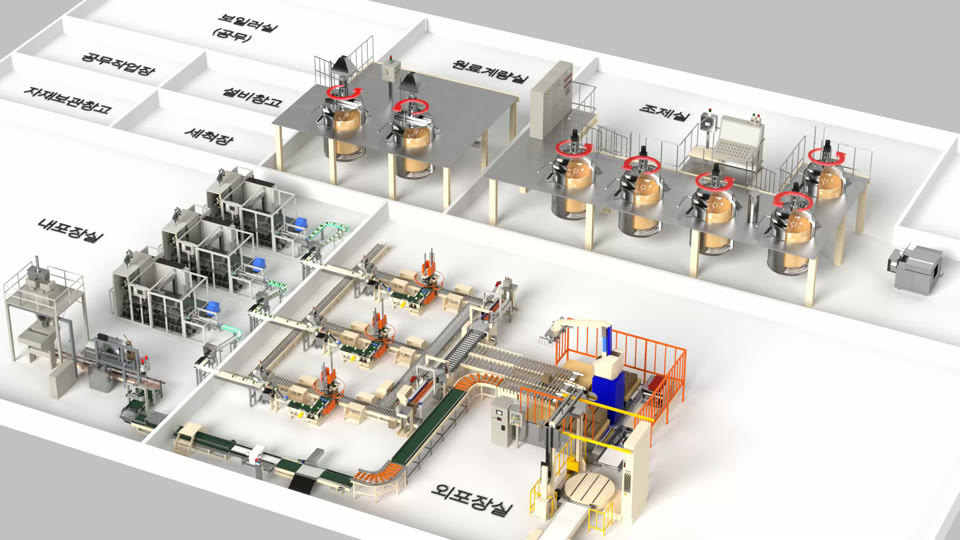 보일러실
(공무)
공무작업장
원료계량실
자재보관창고
설비창고
조제실
세척장
내포장실
외포장실